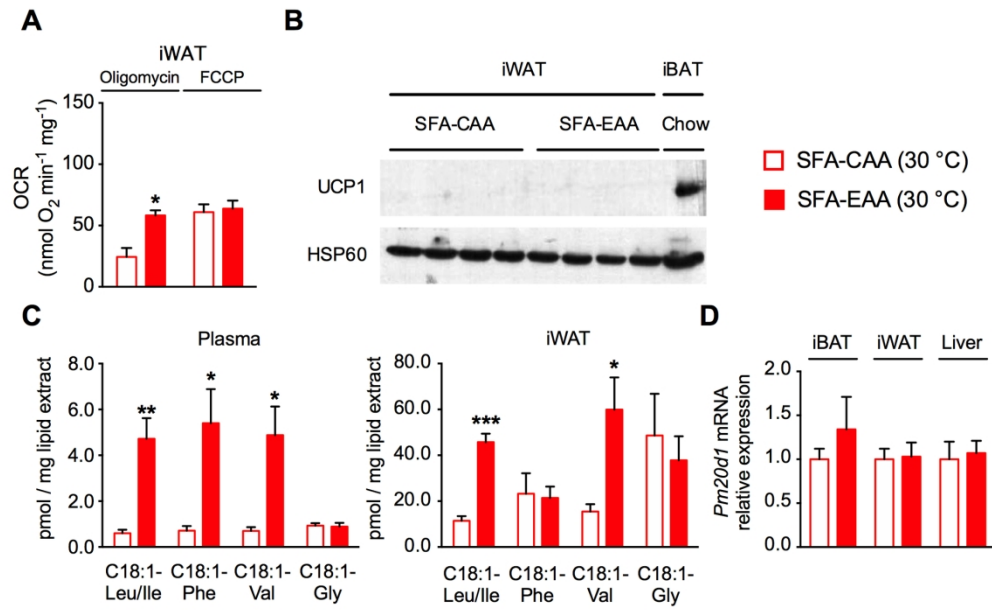 A
iWAT
Oligomycin FCCP
150
100
50
0
OCR
(nmol O2 min-1 mg-1)
*
B
iWAT iBAT
SFA-CAA SFA-EAA Chow
UCP1
HSP60
SFA-CAA (30 °C)
SFA-EAA (30 °C)
C
Plasma
pmol / mg lipid extract
8.0
6.0
4.0
2.0
0.0
** * *
C18:1- C18:1- C18:1- C18:1-
Leu/Ile Phe Val Gly
iWAT
pmol / mg lipid extract
80.0
60.0
40.0
20.0
0.0
*** *
C18:1- C18:1- C18:1- C18:1-
Leu/Ile Phe Val Gly
D
iBAT iWAT Liver
Pm20d1 mRNA
relative expression
2.0
1.5
1.0
0.5
0.0